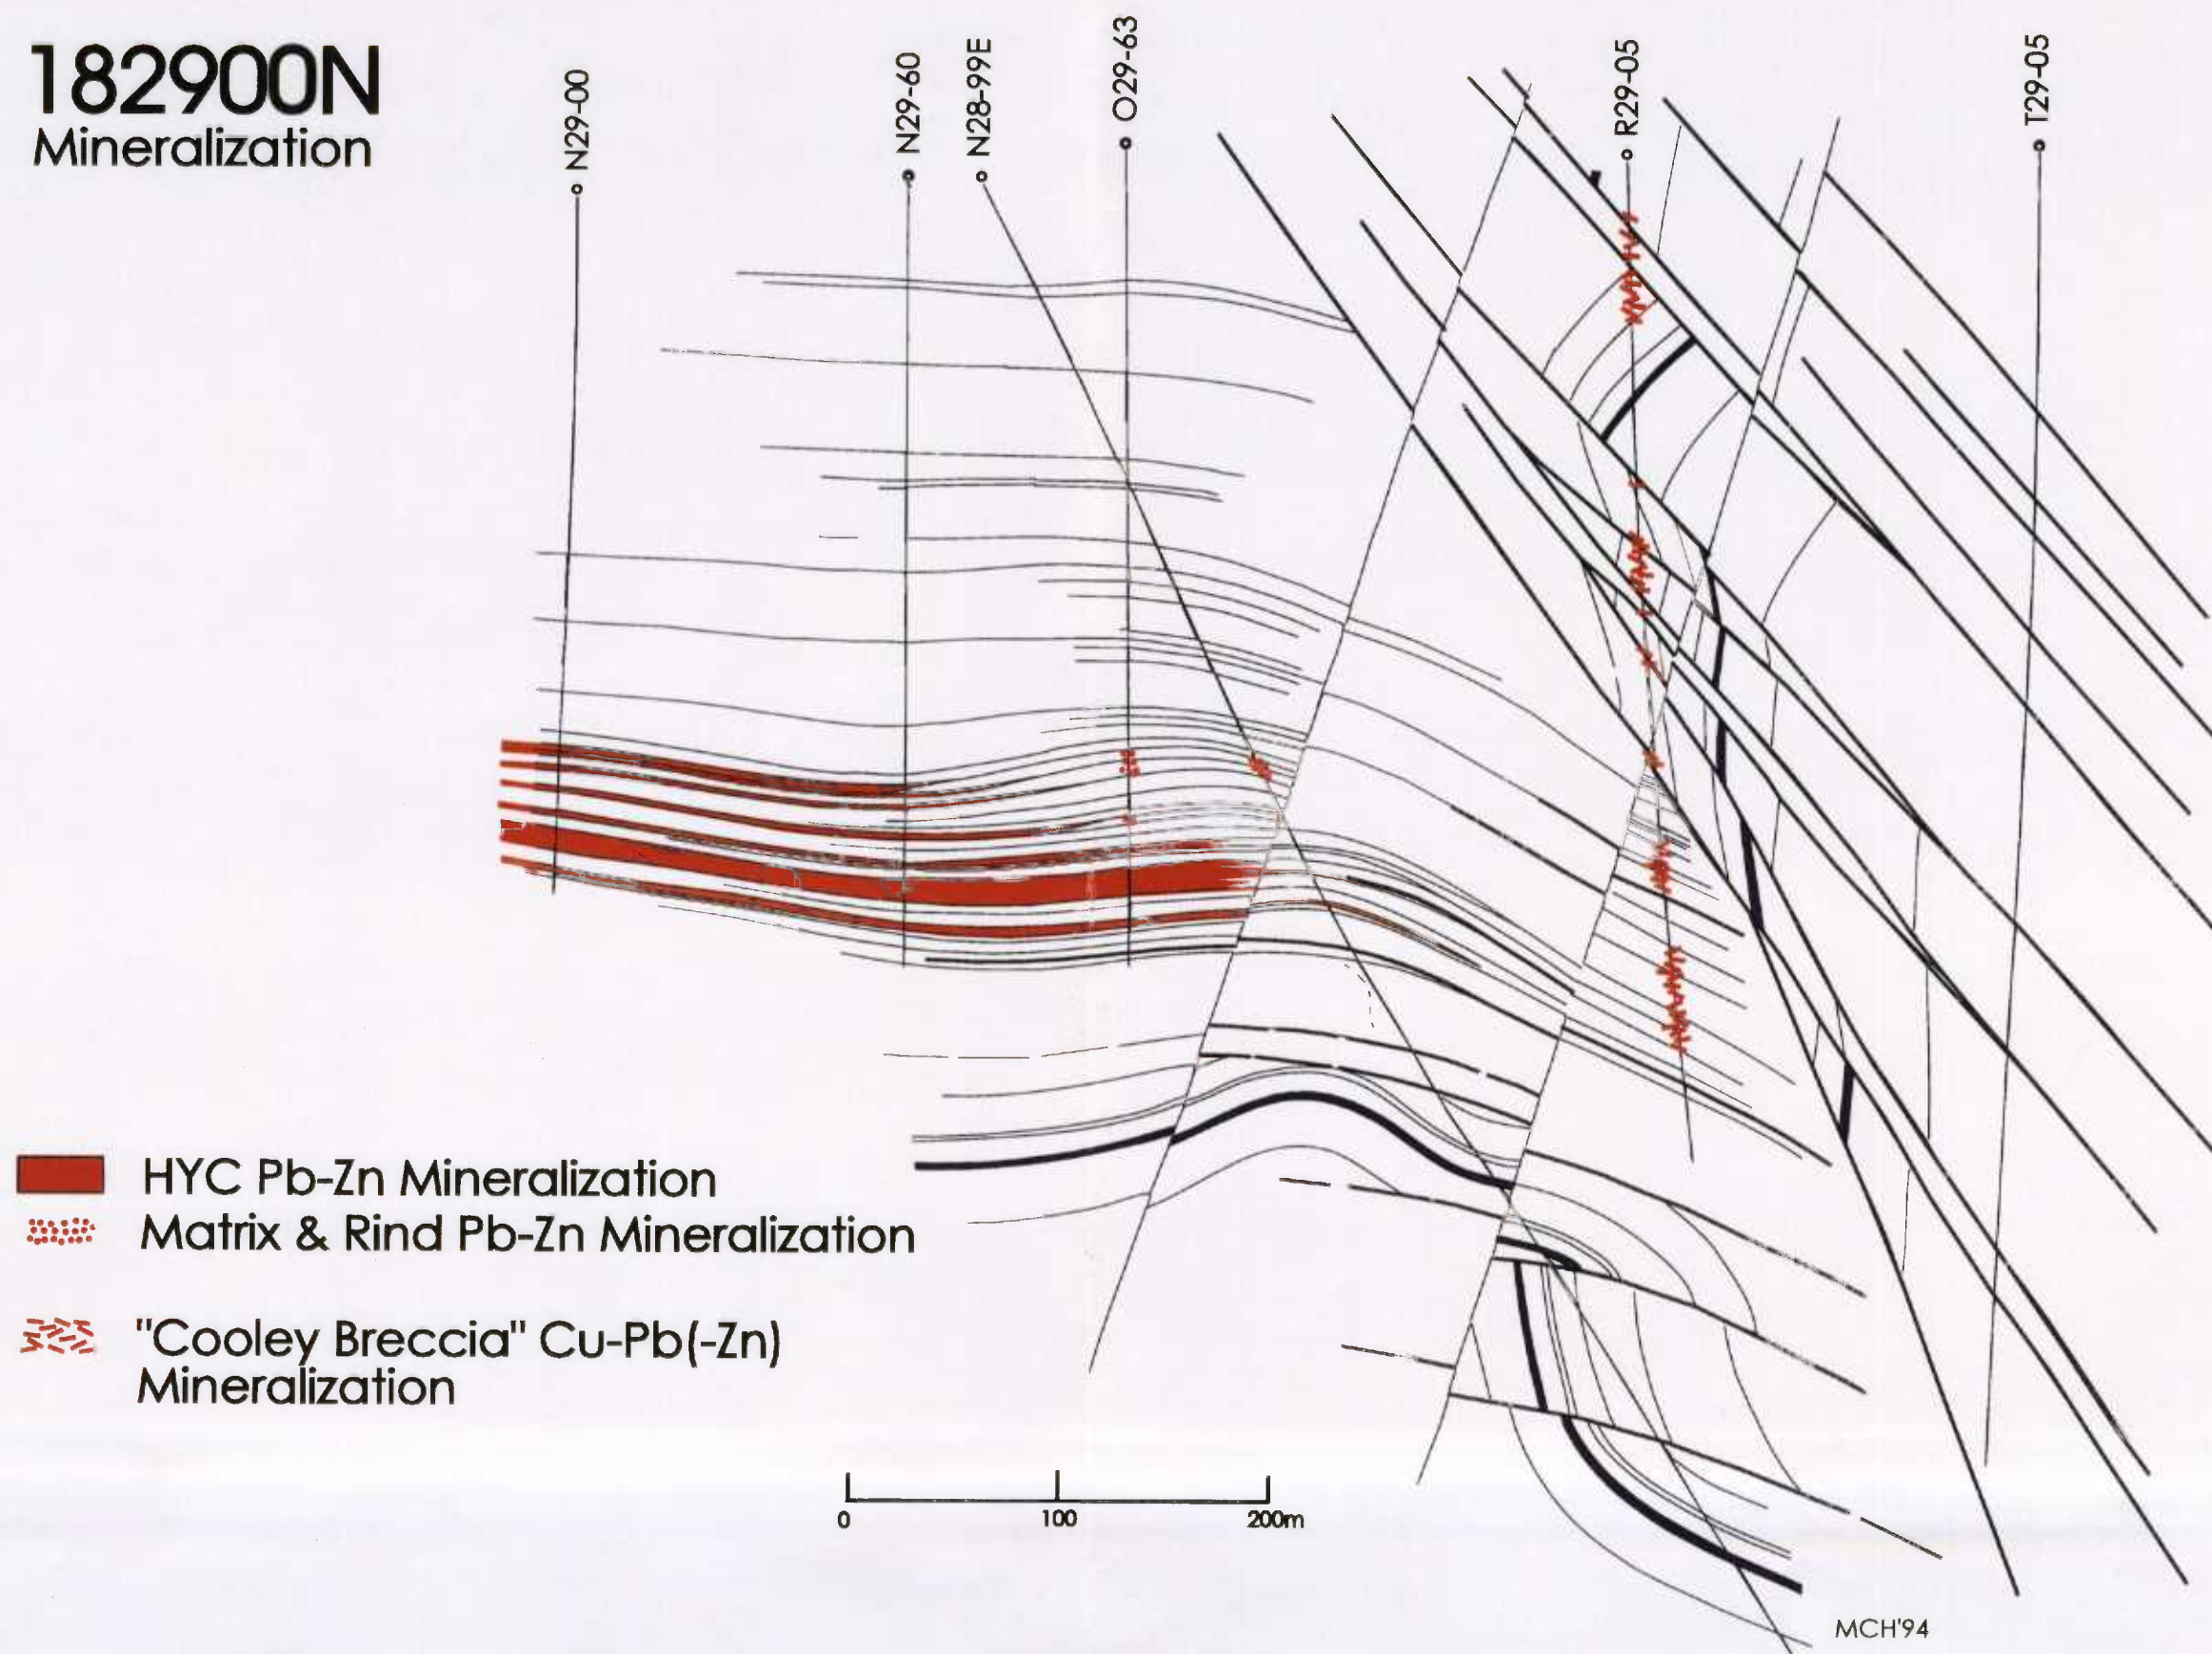 182900N
Mineralization
N29-00
N29-60
N28-99E
O29-63
R29-05
T29-05
HYC Pb-Zn Mineralization
Matrix & Rind Pb-Zn Mineralization
"Cooley Breccia" Cu-Pb(-Zn)
Mineralization
0
100
200m
MCH'94